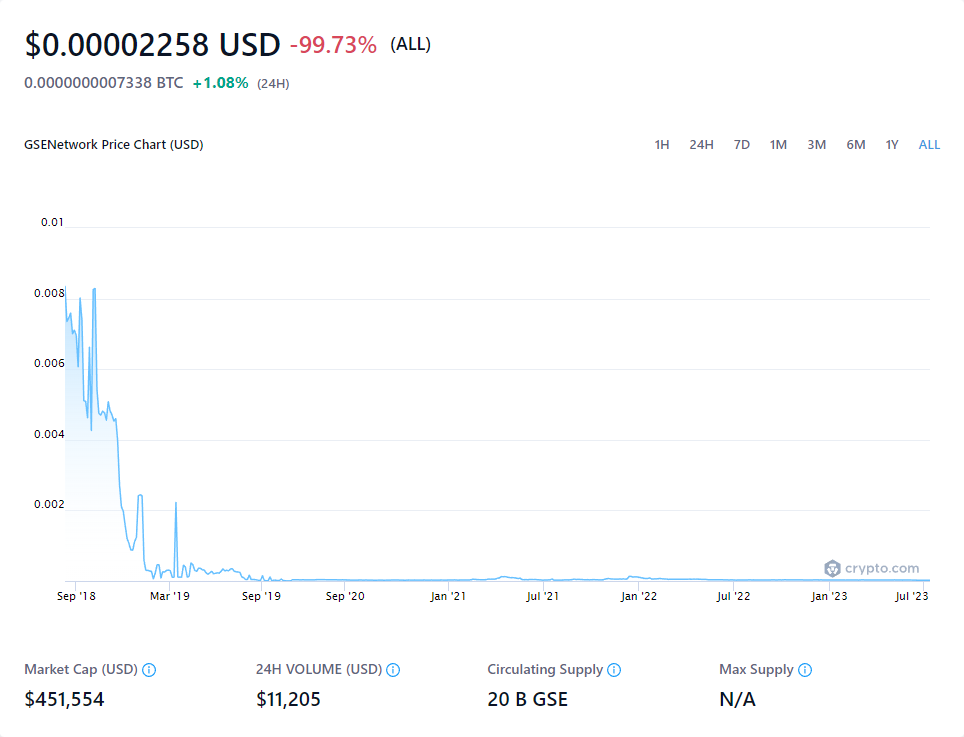 $0.00002258 USD -99.73% (ALL)
0.0000000007338 BTC +1.08% (24H)
GSENetwork Price Chart (USD) 1H 24H 7D 1M 3M 6M 1Y ALL
0.01
0.008
0.006
0.004
0.002
crypto.com
Sep '18 Mar '19 Sep '19 Sep '20 Jan '21 Jul '21 Jan '22 Jul '22 Jan '23 Jul '23
Market Cap (USD) 24H VOLUME (USD) Circulating Supply Max Supply
$451,554 $11,205 20 B GSE N/A